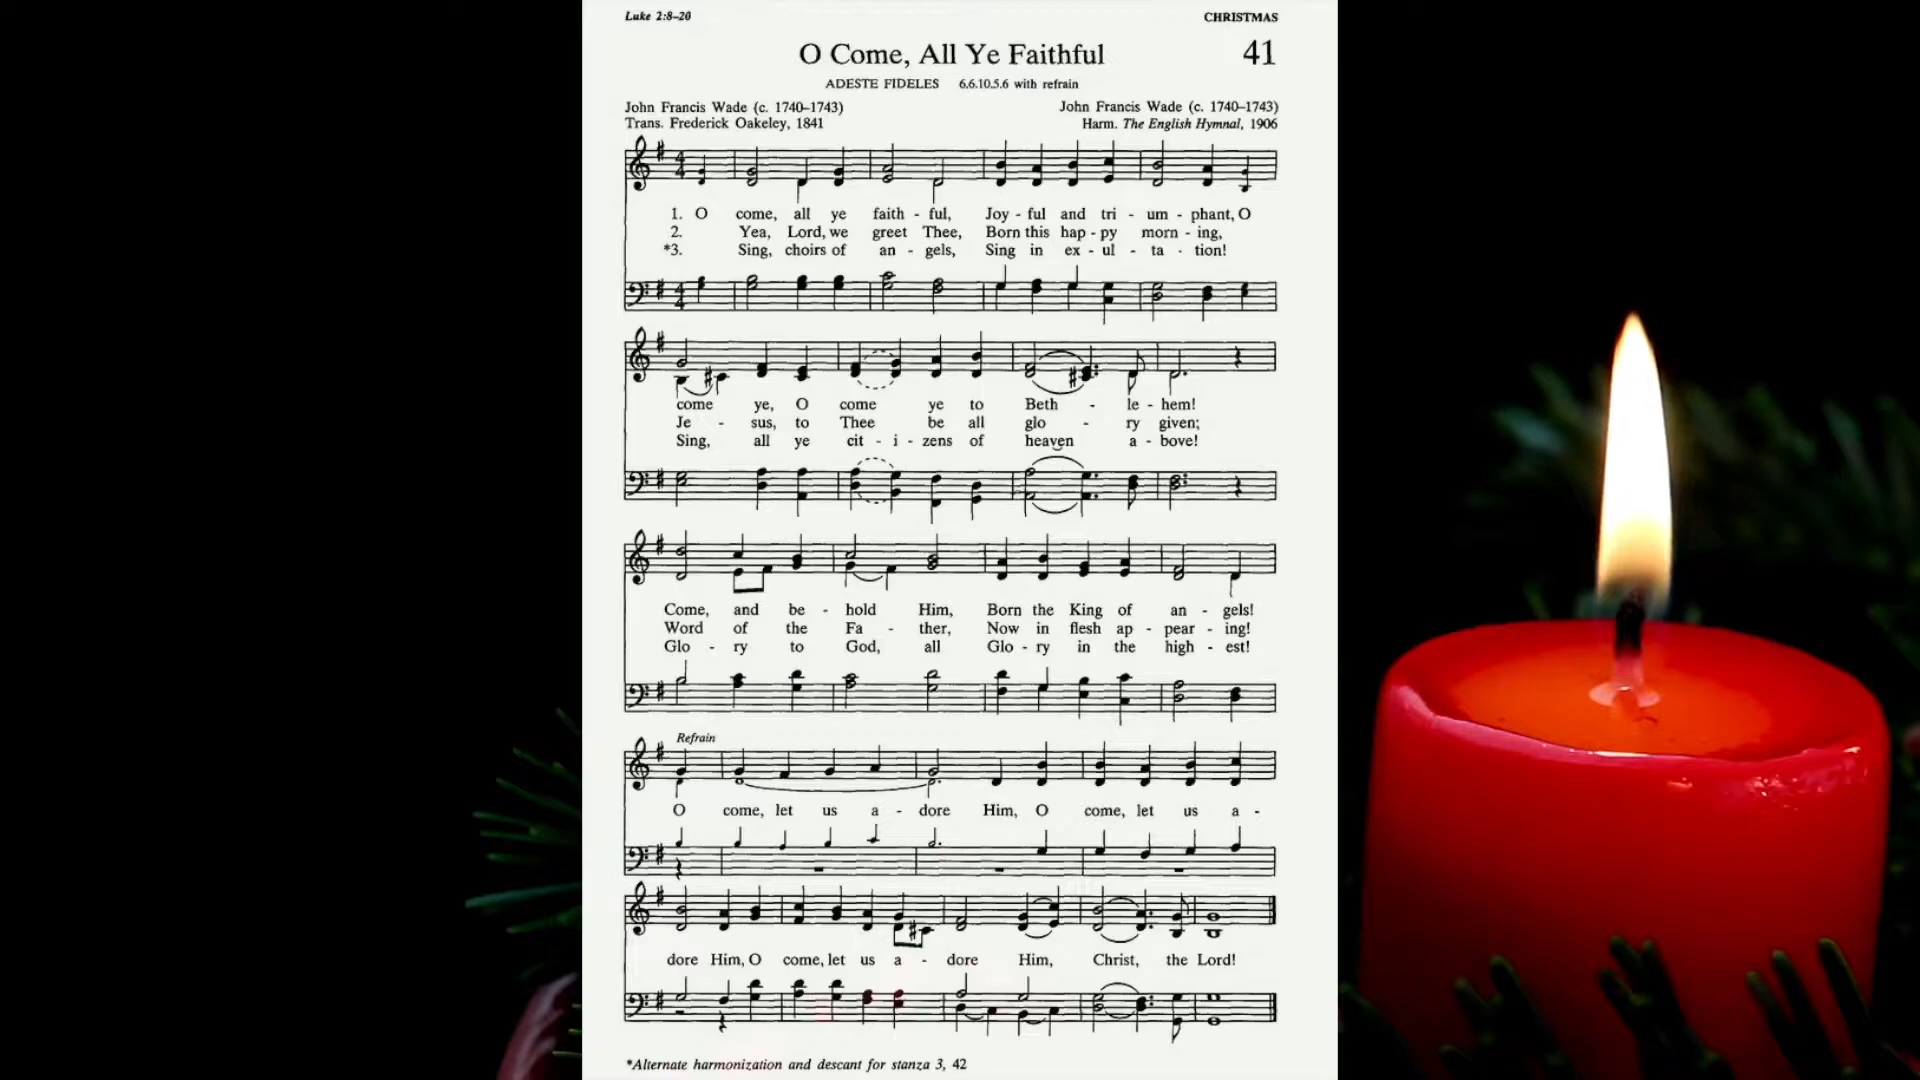 Luke 2:8–20 CHRISTMAS
O Come, All Ye Faithful 41
ADESTE FIDELES 6.6.10.5.6 with refrain
John Francis Wade (c. 1740–1743) John Francis Wade (c. 1740–1743)
Trans. Frederick Oakeley, 1841 Harm. The English Hymnal, 1906
1. O come, all ye faith - ful, Joy - ful and tri - um - phant, O
2. Yea, Lord, we greet Thee, Born this hap - py morn - ing,
*3. Sing, choirs of an - gels, Sing in ex - ul - ta - tion!
come ye, O come ye to Beth - le - hem!
Je - sus, to Thee be all glo - ry given;
Sing, all ye cit - i - zens of heaven a - bove!
Come, and be - hold Him, Born the King of an - gels!
Word of the Fa - ther, Now in flesh ap - pear - ing!
Glo - ry to God, all Glo - ry in the high - est!
Refrain
O come, let us a - dore Him, O come, let us a -
dore Him, O come, let us a - dore Him, Christ, the Lord!
*Alternate harmonization and descant for stanza 3, 42